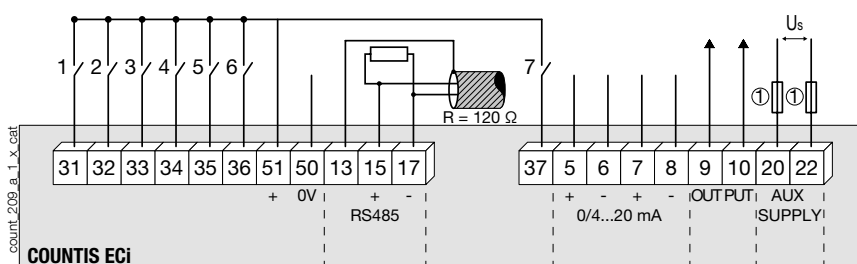 Us
1 2 3 4 5 6 7 ① ①
R = 120 Ω
31 32 33 34 35 36 51 50 13 15 17 37 5 6 7 8 9 10 20 22
+ 0V + - + - + - OUTPUT AUX
RS485 0/4...20 mA SUPPLY
COUNTIS ECi
count_209_a_1_x_cat